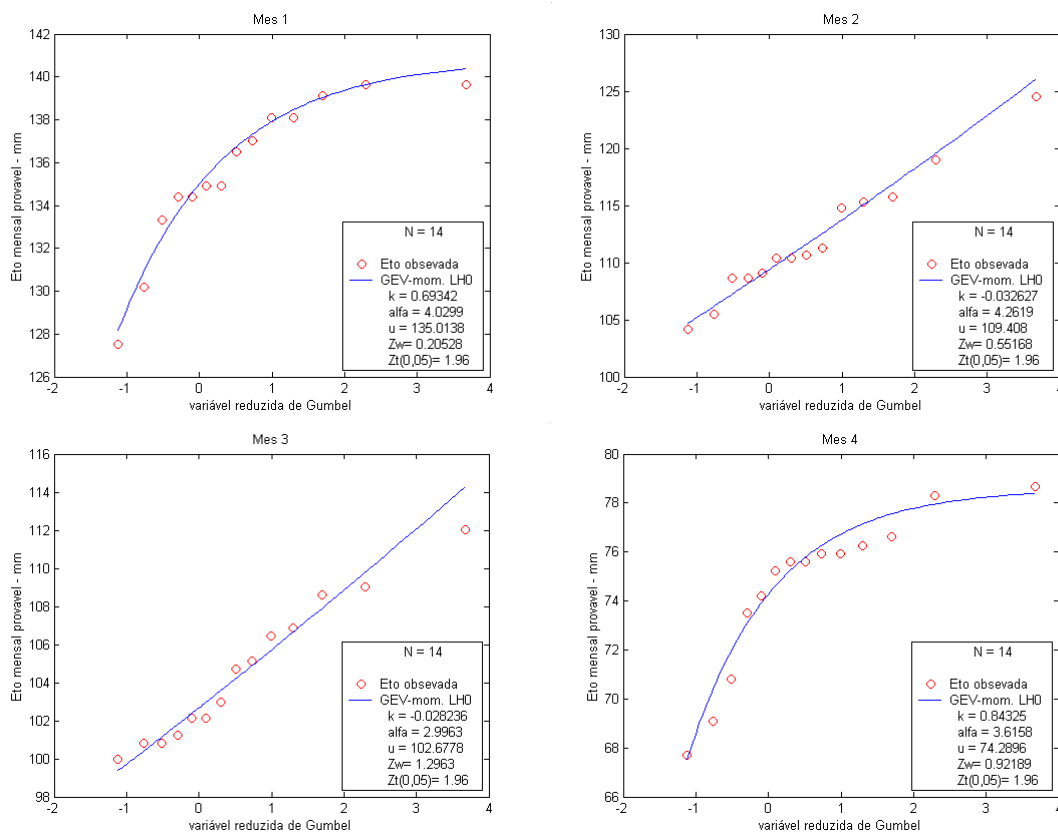 Mes 1
Eto mensal provavel - mm
142
140
138
136
134
132
130
128
126
-2
-1
0
1
2
3
4
variável reduzida de Gumbel
N = 14
Eto obsevada
GEV-mom. LH0
k = 0.69342
alfa = 4.0299
u = 135.0138
Zw= 0.20528
Zt(0,05)= 1.96
Mes 2
Eto mensal provavel - mm
130
125
120
115
110
105
100
-2
-1
0
1
2
3
4
variável reduzida de Gumbel
N = 14
Eto obsevada
GEV-mom. LH0
k = -0.032627
alfa = 4.2619
u = 109.408
Zw= 0.55168
Zt(0,05)= 1.96
Mes 3
Eto mensal provavel - mm
116
114
112
110
108
106
104
102
100
98
-2
-1
0
1
2
3
4
variável reduzida de Gumbel
N = 14
Eto obsevada
GEV-mom. LH0
k = -0.028236
alfa = 2.9963
u = 102.6778
Zw= 1.2963
Zt(0,05)= 1.96
Mes 4
Eto mensal provavel - mm
80
78
76
74
72
70
68
66
-2
-1
0
1
2
3
4
variável reduzida de Gumbel
N = 14
Eto obsevada
GEV-mom. LH0
k = 0.84325
alfa = 3.6158
u = 74.2896
Zw= 0.92189
Zt(0,05)= 1.96